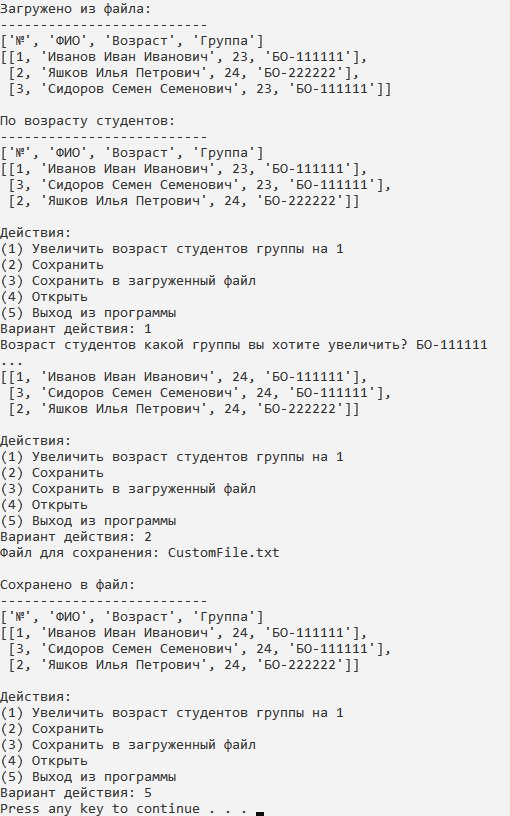 Загружено из файла:
--------------------------
['№', 'ФИО', 'Возраст', 'Группа']
[[1, 'Иванов Иван Иванович', 23, 'БО-111111'],
 [2, 'Яшков Илья Петрович', 24, 'БО-222222'],
 [3, 'Сидоров Семен Семенович', 23, 'БО-111111']]

По возрасту студентов:
--------------------------
['№', 'ФИО', 'Возраст', 'Группа']
[[1, 'Иванов Иван Иванович', 23, 'БО-111111'],
 [3, 'Сидоров Семен Семенович', 23, 'БО-111111'],
 [2, 'Яшков Илья Петрович', 24, 'БО-222222']]

Действия:
(1) Увеличить возраст студентов группы на 1
(2) Сохранить
(3) Сохранить в загруженный файл
(4) Открыть
(5) Выход из программы
Вариант действия: 1
Возраст студентов какой группы вы хотите увеличить? БО-111111
...
[[1, 'Иванов Иван Иванович', 24, 'БО-111111'],
 [3, 'Сидоров Семен Семенович', 24, 'БО-111111'],
 [2, 'Яшков Илья Петрович', 24, 'БО-222222']]

Действия:
(1) Увеличить возраст студентов группы на 1
(2) Сохранить
(3) Сохранить в загруженный файл
(4) Открыть
(5) Выход из программы
Вариант действия: 2
Файл для сохранения: CustomFile.txt

Сохранено в файл:
--------------------------
['№', 'ФИО', 'Возраст', 'Группа']
[[1, 'Иванов Иван Иванович', 24, 'БО-111111'],
 [3, 'Сидоров Семен Семенович', 24, 'БО-111111'],
 [2, 'Яшков Илья Петрович', 24, 'БО-222222']]

Действия:
(1) Увеличить возраст студентов группы на 1
(2) Сохранить
(3) Сохранить в загруженный файл
(4) Открыть
(5) Выход из программы
Вариант действия: 5
Press any key to continue . . .